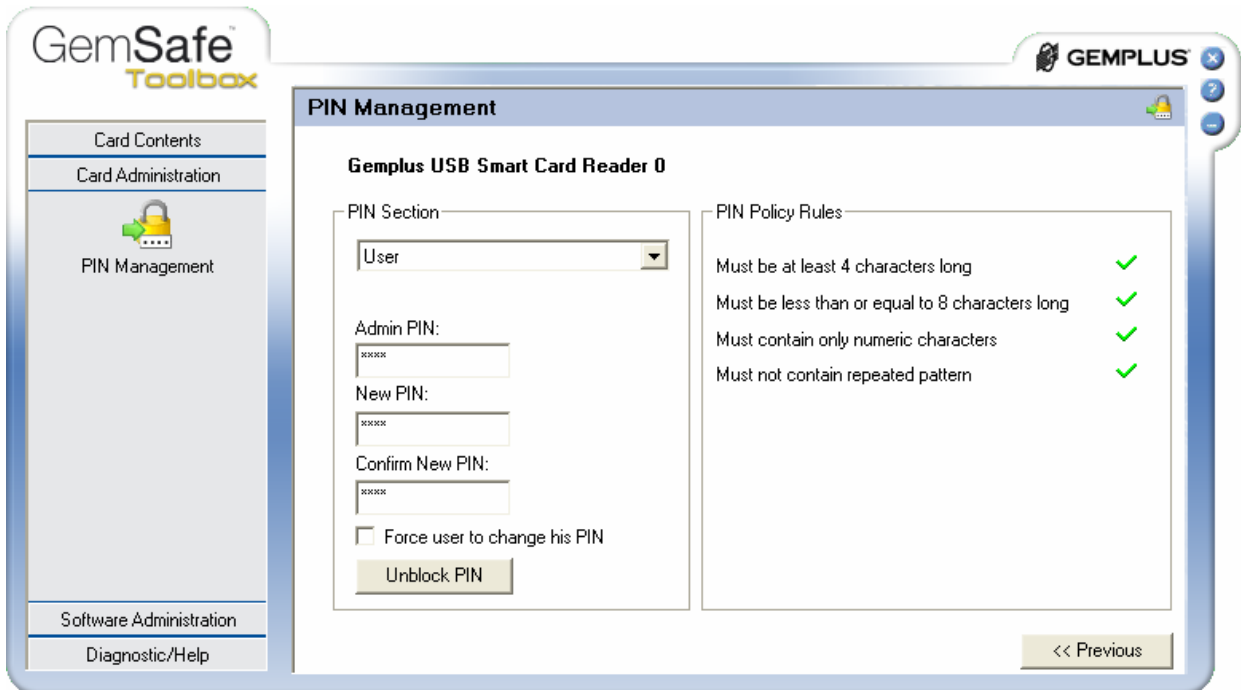 GemSafe™
Toolbox
GEMPLUS
Card Contents
Card Administration
PIN Management
Software Administration
Diagnostic/Help
PIN Management
Gemplus USB Smart Card Reader 0
PIN Section
User
Admin PIN:
****
New PIN:
****
Confirm New PIN:
****
Force user to change his PIN
Unblock PIN
PIN Policy Rules
Must be at least 4 characters long
Must be less than or equal to 8 characters long
Must contain only numeric characters
Must not contain repeated pattern
<< Previous